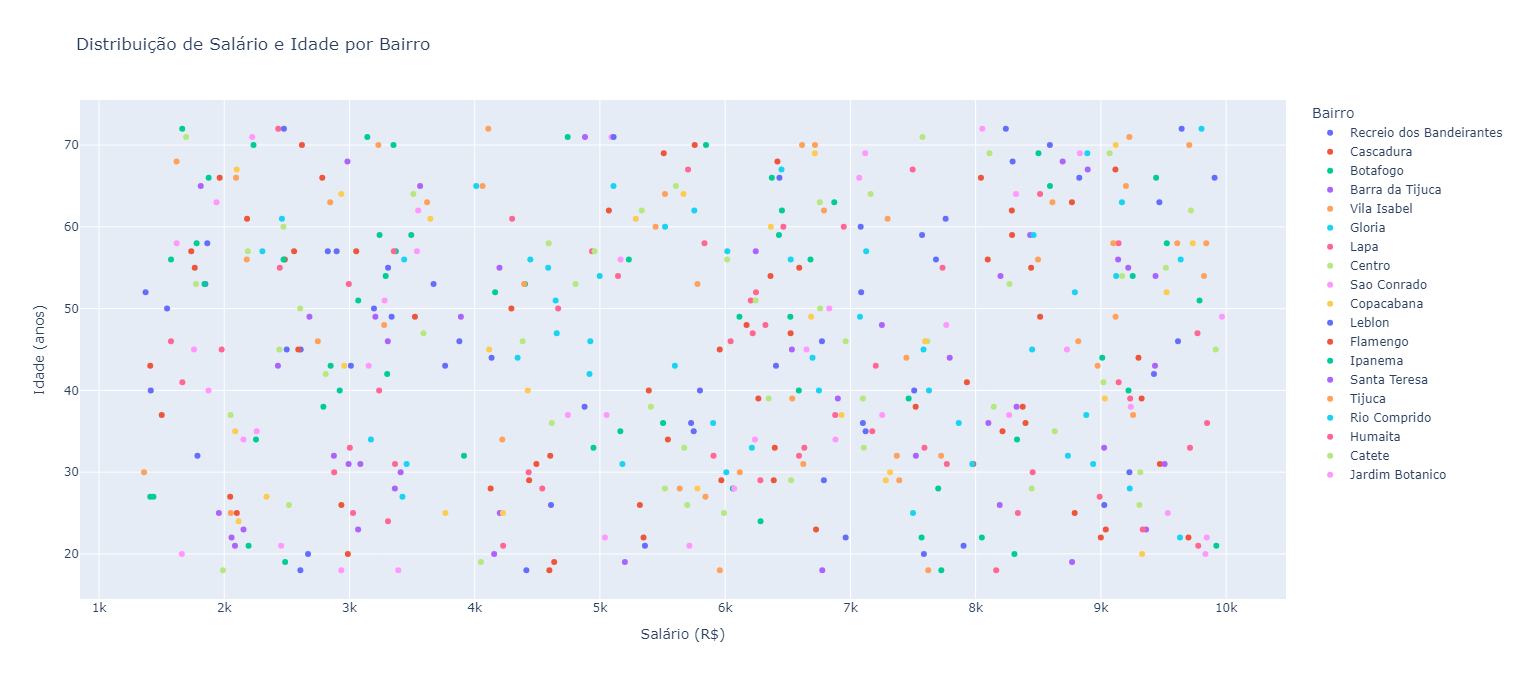 Distribuição de Salário e Idade por Bairro
Idade (anos)
70
60
50
40
30
20
1k 2k 3k 4k 5k 6k 7k 8k 9k 10k
Salário (R$)
Bairro
Recreio dos Bandeirantes
Cascadura
Botafogo
Barra da Tijuca
Vila Isabel
Gloria
Lapa
Centro
Sao Conrado
Copacabana
Leblon
Flamengo
Ipanema
Santa Teresa
Tijuca
Rio Comprido
Humaita
Catete
Jardim Botanico